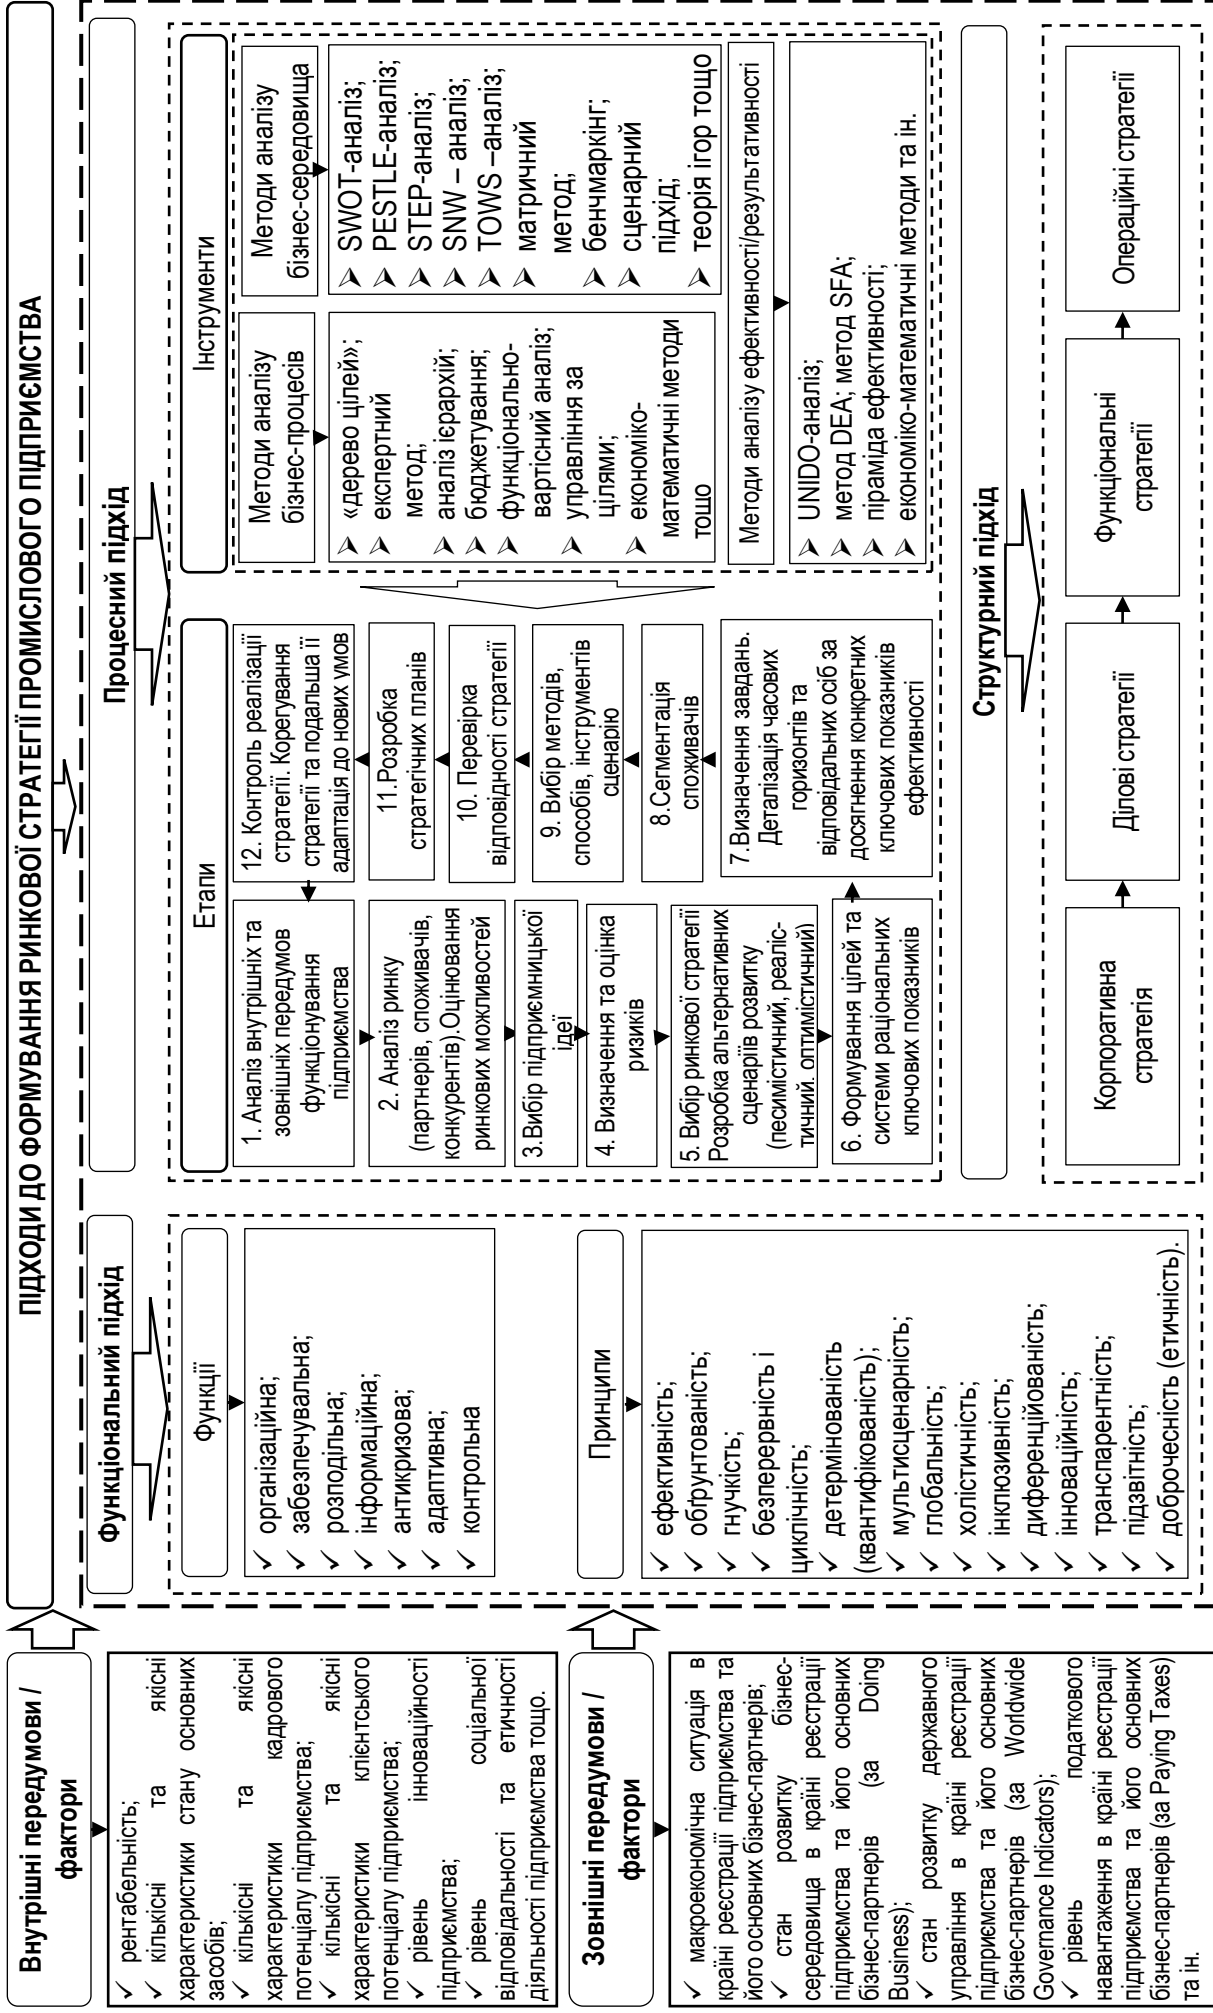 ПІДХОДИ ДО ФОРМУВАННЯ РИНКОВОЇ СТРАТЕГІЇ ПРОМИСЛОВОГО ПІДПРИЄМСТВА
Внутрішні передумови /
фактори
✓ рентабельність;
✓ кількісні та якісні
характеристики стану основних
засобів;
✓ кількісні та якісні
характеристики кадрового
потенціалу підприємства;
✓ кількісні та якісні
характеристики клієнтського
потенціалу підприємства;
✓ рівень інноваційності
підприємства;
✓ рівень соціальної
відповідальності та етичності
діяльності підприємства тощо.
Зовнішні передумови /
фактори
✓ макроекономічна ситуація в
країні реєстрації підприємства та
його основних бізнес-партнерів;
✓ стан розвитку бізнес-
середовища в країні реєстрації
підприємства та його основних
бізнес-партнерів (за Doing
Business);
✓ стан розвитку державного
управління в країні реєстрації
підприємства та його основних
бізнес-партнерів (за Worldwide
Governance Indicators);
✓ рівень податкового
навантаження в країні реєстрації
підприємства та його основних
бізнес-партнерів (за Paying Taxes)
та ін.
Функціональний підхід
Функції
✓ організаційна;
✓ забезпечувальна;
✓ розподільна;
✓ інформаційна;
✓ антикризова;
✓ адаптивна;
✓ контрольна
Принципи
✓ ефективність;
✓ обґрунтованість;
✓ гнучкість;
✓ безперервність і
циклічність;
✓ детермінованість
(квантифікованість);
✓ мультисценарність;
✓ глобальність;
✓ холістичність;
✓ інклюзивність;
✓ диференційованість;
✓ інноваційність;
✓ транспарентність;
✓ підзвітність,
✓ доброчесність (етичність).
Процесний підхід
Етапи
1. Аналіз внутрішніх та
зовнішніх передумов
функціонування
підприємства
2. Аналіз ринку
(партнерів, споживачів,
конкурентів).Оцінювання
ринкових можливостей
3.Вибір підприємницької
ідеї
4. Визначення та оцінка
ризиків
5. Вибір ринкової стратегії
Розробка альтернативних
сценаріїв розвитку
(песимістичний, реаліс-
тичний. оптимістичний)
6. Формування цілей та
системи раціональних
ключових показників
12. Контроль реалізації
стратегії. Корегування
стратегії та подальша її
адаптація до нових умов
11.Розробка
стратегічних планів
10. Перевірка
відповідності стратегії
9. Вибір методів,
способів, інструментів
сценарію
8.Сегментація
споживачів
7.Визначення завдань.
Деталізація часових
горизонтів та
відповідальних осіб за
досягнення конкретних
ключових показників
ефективності
Інструменти
Методи аналізу
бізнес-процесів
➢ «дерево цілей»;
➢ експертний
метод;
➢ аналіз ієрархій;
➢ бюджетування;
➢ функціонально-
вартісний аналіз;
➢ управління за
цілями;
➢ економіко-
математичні методи
тощо
Методи аналізу
бізнес-середовища
➢ SWOT-аналіз;
➢ PESTLE-аналіз;
➢ STEP-аналіз;
➢ SNW – аналіз;
➢ TOWS –аналіз;
➢ матричний
метод;
➢ бенчмаркінг;
➢ сценарний
підхід;
➢ теорія ігор тощо
Методи аналізу ефективності/результативності
➢ UNIDO-аналіз;
➢ метод DEA; метод SFA;
➢ піраміда ефективності;
➢ економіко-математичні методи та ін.
Структурний підхід
Корпоративна
стратегія
Ділові стратегії
Функціональні
стратегії
Операційні стратегії